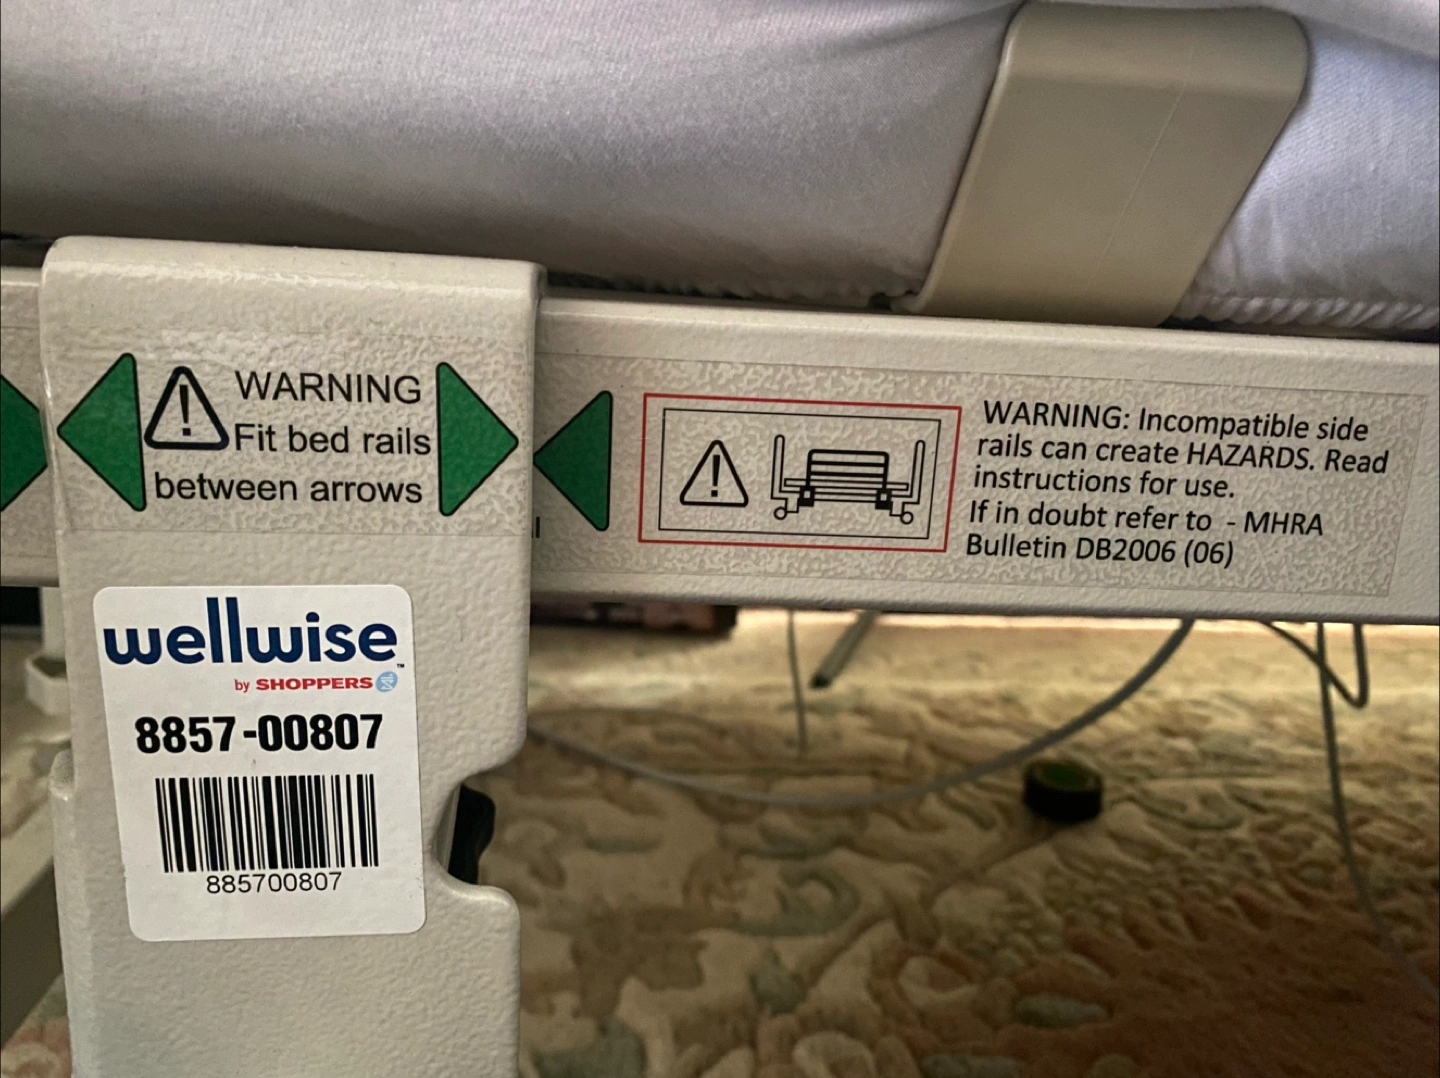 WARNING
Fit bed rails
between arrows
WARNING: Incompatible side
rails can create HAZARDS. Read
instructions for use.
If in doubt refer to - MHRA
Bulletin DB2006 (06)
wellwise™
by SHOPPERS
8857-00807
885700807